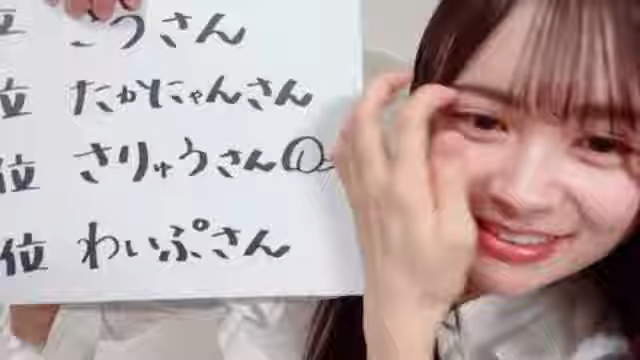 位 こうさん
位 たかにゃんさん
位 さりゅうさん
位 わいぷさん